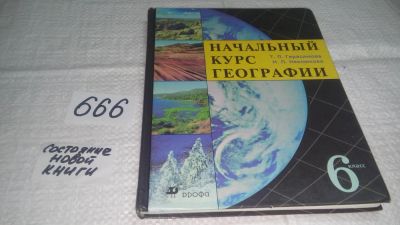 666
состояние
новой
книги
НАЧАЛЬНЫЙ
КУРС
ГЕОГРАФИИ
Т. П. Герасимова
Н. П. Неклюкова
6 класс
дрофа